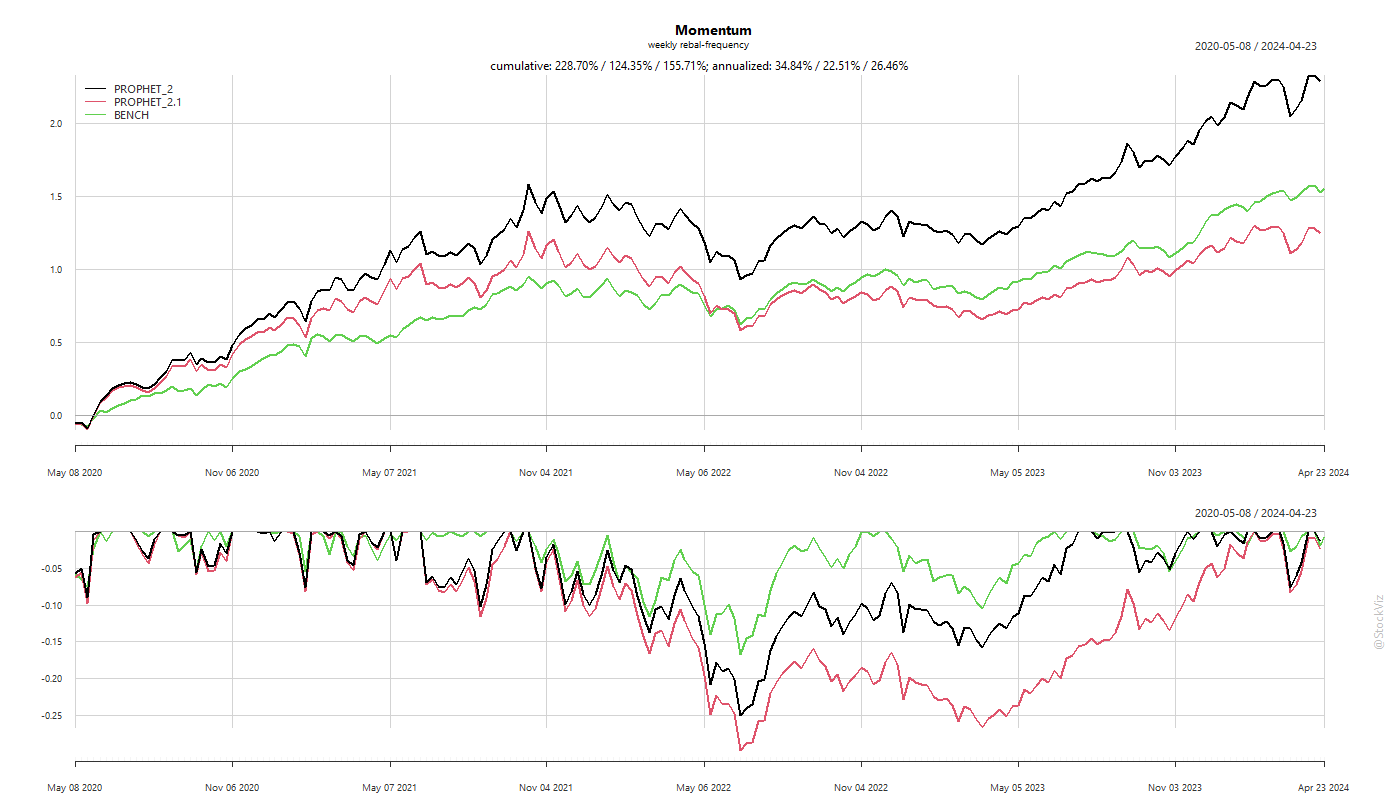 Momentum
weekly rebal-frequency
2020-05-08 / 2024-04-23
cumulative: 228.70% / 124.35% / 155.71%; annualized: 34.84% / 22.51% / 26.46%
PROPHET_2
PROPHET_2.1
BENCH
2.0
1.5
1.0
0.5
0.0
May 08 2020 Nov 06 2020 May 07 2021 Nov 04 2021 May 06 2022 Nov 04 2022 May 05 2023 Nov 03 2023 Apr 23 2024
2020-05-08 / 2024-04-23
-0.05
-0.10
-0.15
-0.20
-0.25
May 08 2020 Nov 06 2020 May 07 2021 Nov 04 2021 May 06 2022 Nov 04 2022 May 05 2023 Nov 03 2023 Apr 23 2024
@StockViz